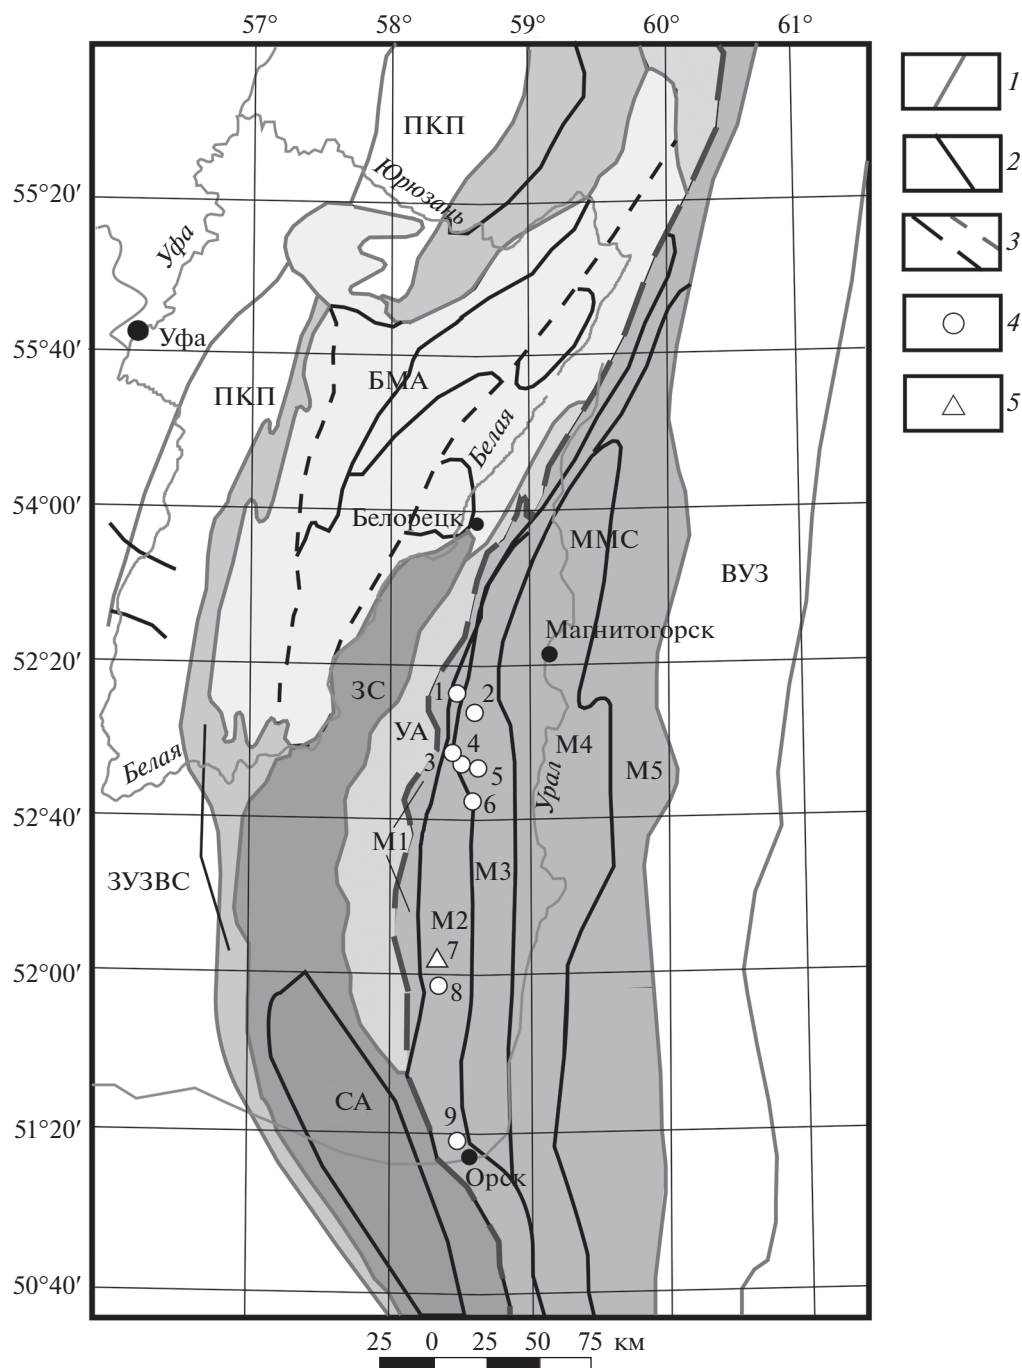 57° 58° 59° 60° 61°
1
ПКП
2
Юрюзань
55°20′
3
Уфа
4
Уфа
55°40′
БМА
5
ПКП
Белая
54°00′
Белорецк
ММС
ВУЗ
Магнитогорск
52°20′
ЗС
1
2
УА
4
М4
3
Белая
5
М5
Урал
6
52°40′
М1
М3
ЗУЗВС
М2
7
52°00′
8
СА
9
51°20′
Орск
50°40′
25 0 25 50 75 км